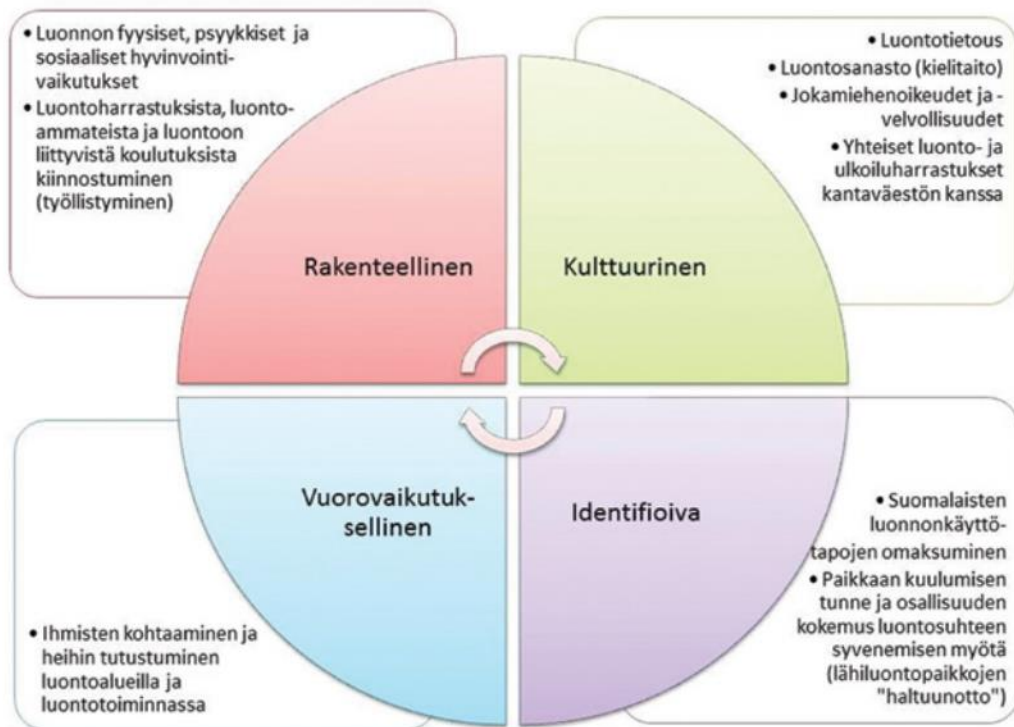 • Luonnon fyysiset, psyykkiset ja
sosiaaliset hyvinvointi-
vaikutukset
• Luontoharrastuksista, luonto-
ammateista ja luontoon
liittyvistä koulutuksista
kiinnostuminen
(työllistyminen)
• Luontotietous
• Luontosanasto (kielitaito)
• Jokamiehenoikeudet ja -
velvollisuudet
• Yhteiset luonto- ja
ulkoiluharrastukset
kantaväestön kanssa
Rakenteellinen
Kulttuurinen
Vuorovaikutuk-
sellinen
Identifioiva
• Ihmisten kohtaaminen ja
heihin tutustuminen
luontoalueilla ja
luontotoiminnassa
• Suomalaisten
luonnonkäyttö-
tapojen omaksuminen
• Paikkaan kuulumisen
tunne ja osallisuuden
kokemus luontosuhteen
syvenemisen myötä
(lähiluontopaikkojen
"haltuunotto")